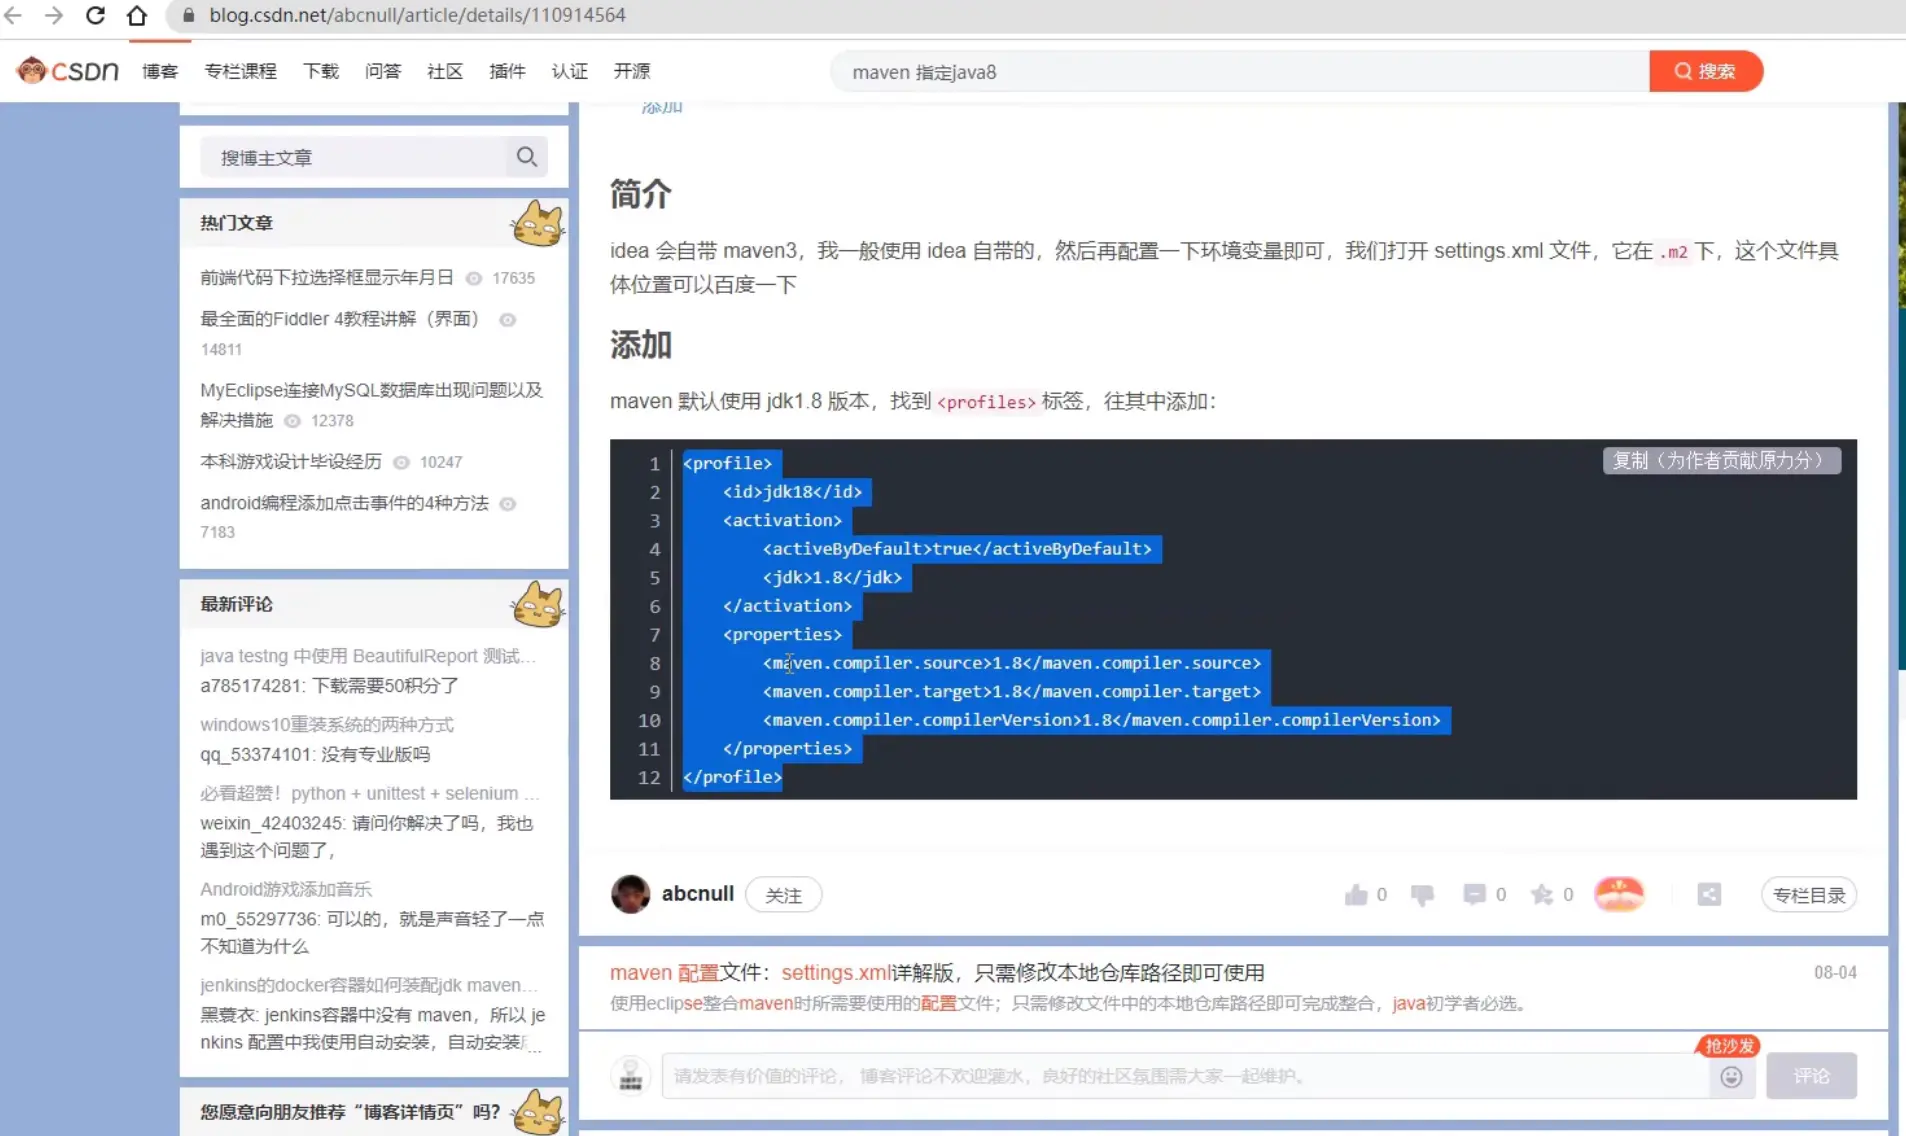 blog.csdn.net/abcnull/article/details/110914564
CSDN 博客 专栏课程 下载 问答 社区 插件 认证 开源 maven 指定java8 搜索
添加
搜博主文章
热门文章
前端代码下拉选择框显示年月日 17635
最全面的Fiddler 4教程讲解（界面）
14811
MyEclipse连接MySQL数据库出现问题以及
解决措施 12378
本科游戏设计毕设经历 10247
android编程添加点击事件的4种方法
7183
最新评论
java testng 中使用 BeautifulReport 测试...
a785174281: 下载需要50积分了
windows10重装系统的两种方式
qq_53374101: 没有专业版吗
必看超赞！python + unittest + selenium ...
weixin_42403245: 请问你解决了吗，我也
遇到这个问题了，
Android游戏添加音乐
m0_55297736: 可以的，就是声音轻了一点
不知道为什么
jenkins的docker容器如何装配jdk maven...
黑蓑衣: jenkins容器中没有 maven，所以 je
nkins 配置中我使用自动安装，自动安装...
您愿意向朋友推荐“博客详情页”吗？
简介
idea 会自带 maven3，我一般使用 idea 自带的，然后再配置一下环境变量即可，我们打开 settings.xml 文件，它在 .m2 下，这个文件具
体位置可以百度一下
添加
maven 默认使用 jdk1.8 版本，找到 <profiles> 标签，往其中添加：
复制（为作者贡献原力分）
1 <profile>
2 <id>jdk18</id>
3 <activation>
4 <activeByDefault>true</activeByDefault>
5 <jdk>1.8</jdk>
6 </activation>
7 <properties>
8 <maven.compiler.source>1.8</maven.compiler.source>
9 <maven.compiler.target>1.8</maven.compiler.target>
10 <maven.compiler.compilerVersion>1.8</maven.compiler.compilerVersion>
11 </properties>
12 </profile>
abcnull 关注 0 0 0 专栏目录
maven 配置文件：settings.xml详解版，只需修改本地仓库路径即可使用 08-04
使用eclipse整合maven时所需要使用的配置文件；只需修改文件中的本地仓库路径即可完成整合，java初学者必选。
抢沙发
请发表有价值的评论， 博客评论不欢迎灌水，良好的社区氛围需大家一起维护。 评论